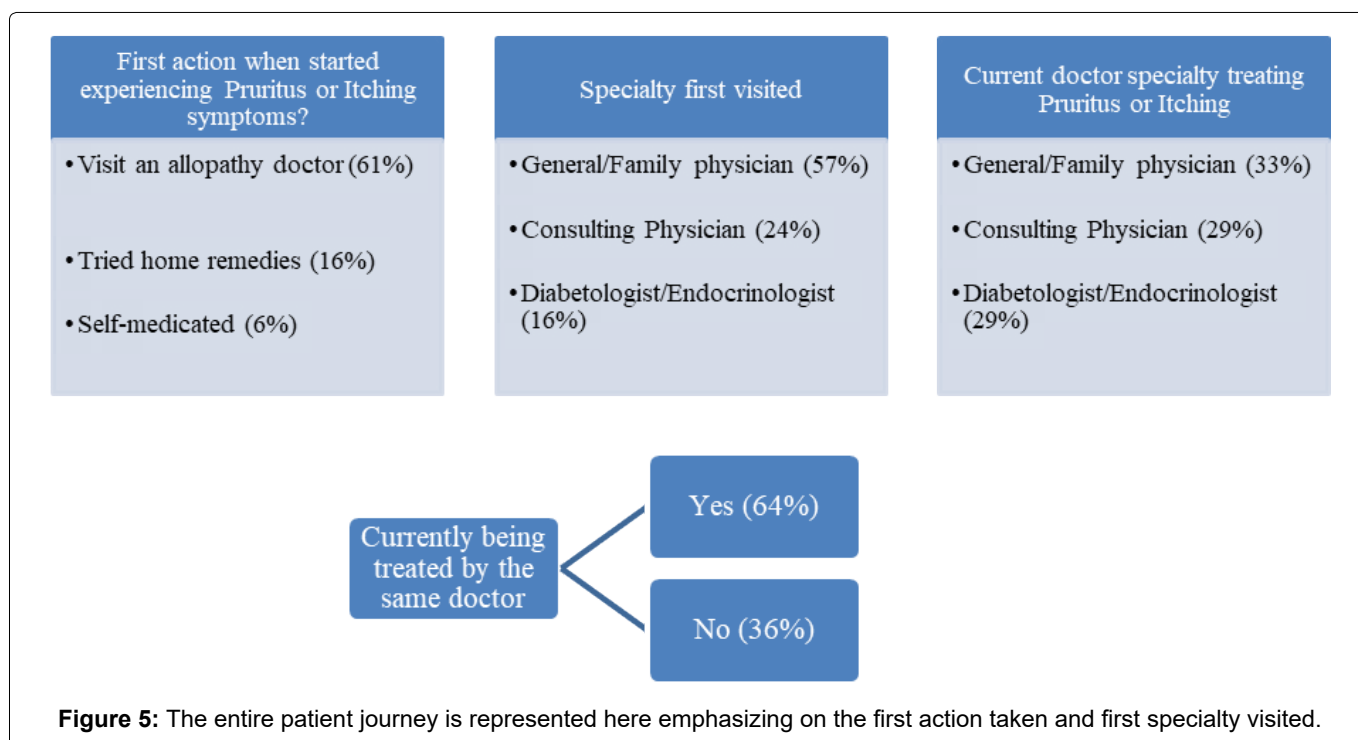 First action when started
experiencing Pruritus or Itching
symptoms?
•Visit an allopathy doctor (61%)
•Tried home remedies (16%)
•Self-medicated (6%)
Specialty first visited
•General/Family physician (57%)
•Consulting Physician (24%)
•Diabetologist/Endocrinologist
(16%)
Current doctor specialty treating
Pruritus or Itching
•General/Family physician (33%)
•Consulting Physician (29%)
•Diabetologist/Endocrinologist
(29%)
Currently being
treated by the
same doctor
Yes (64%)
No (36%)
Figure 5: The entire patient journey is represented here emphasizing on the first action taken and first specialty visited.